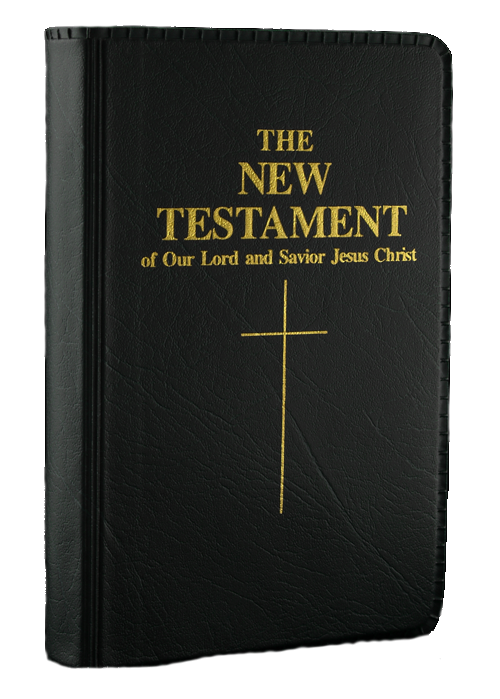 THE
NEW
TESTAMENT
of Our Lord and Savior Jesus Christ